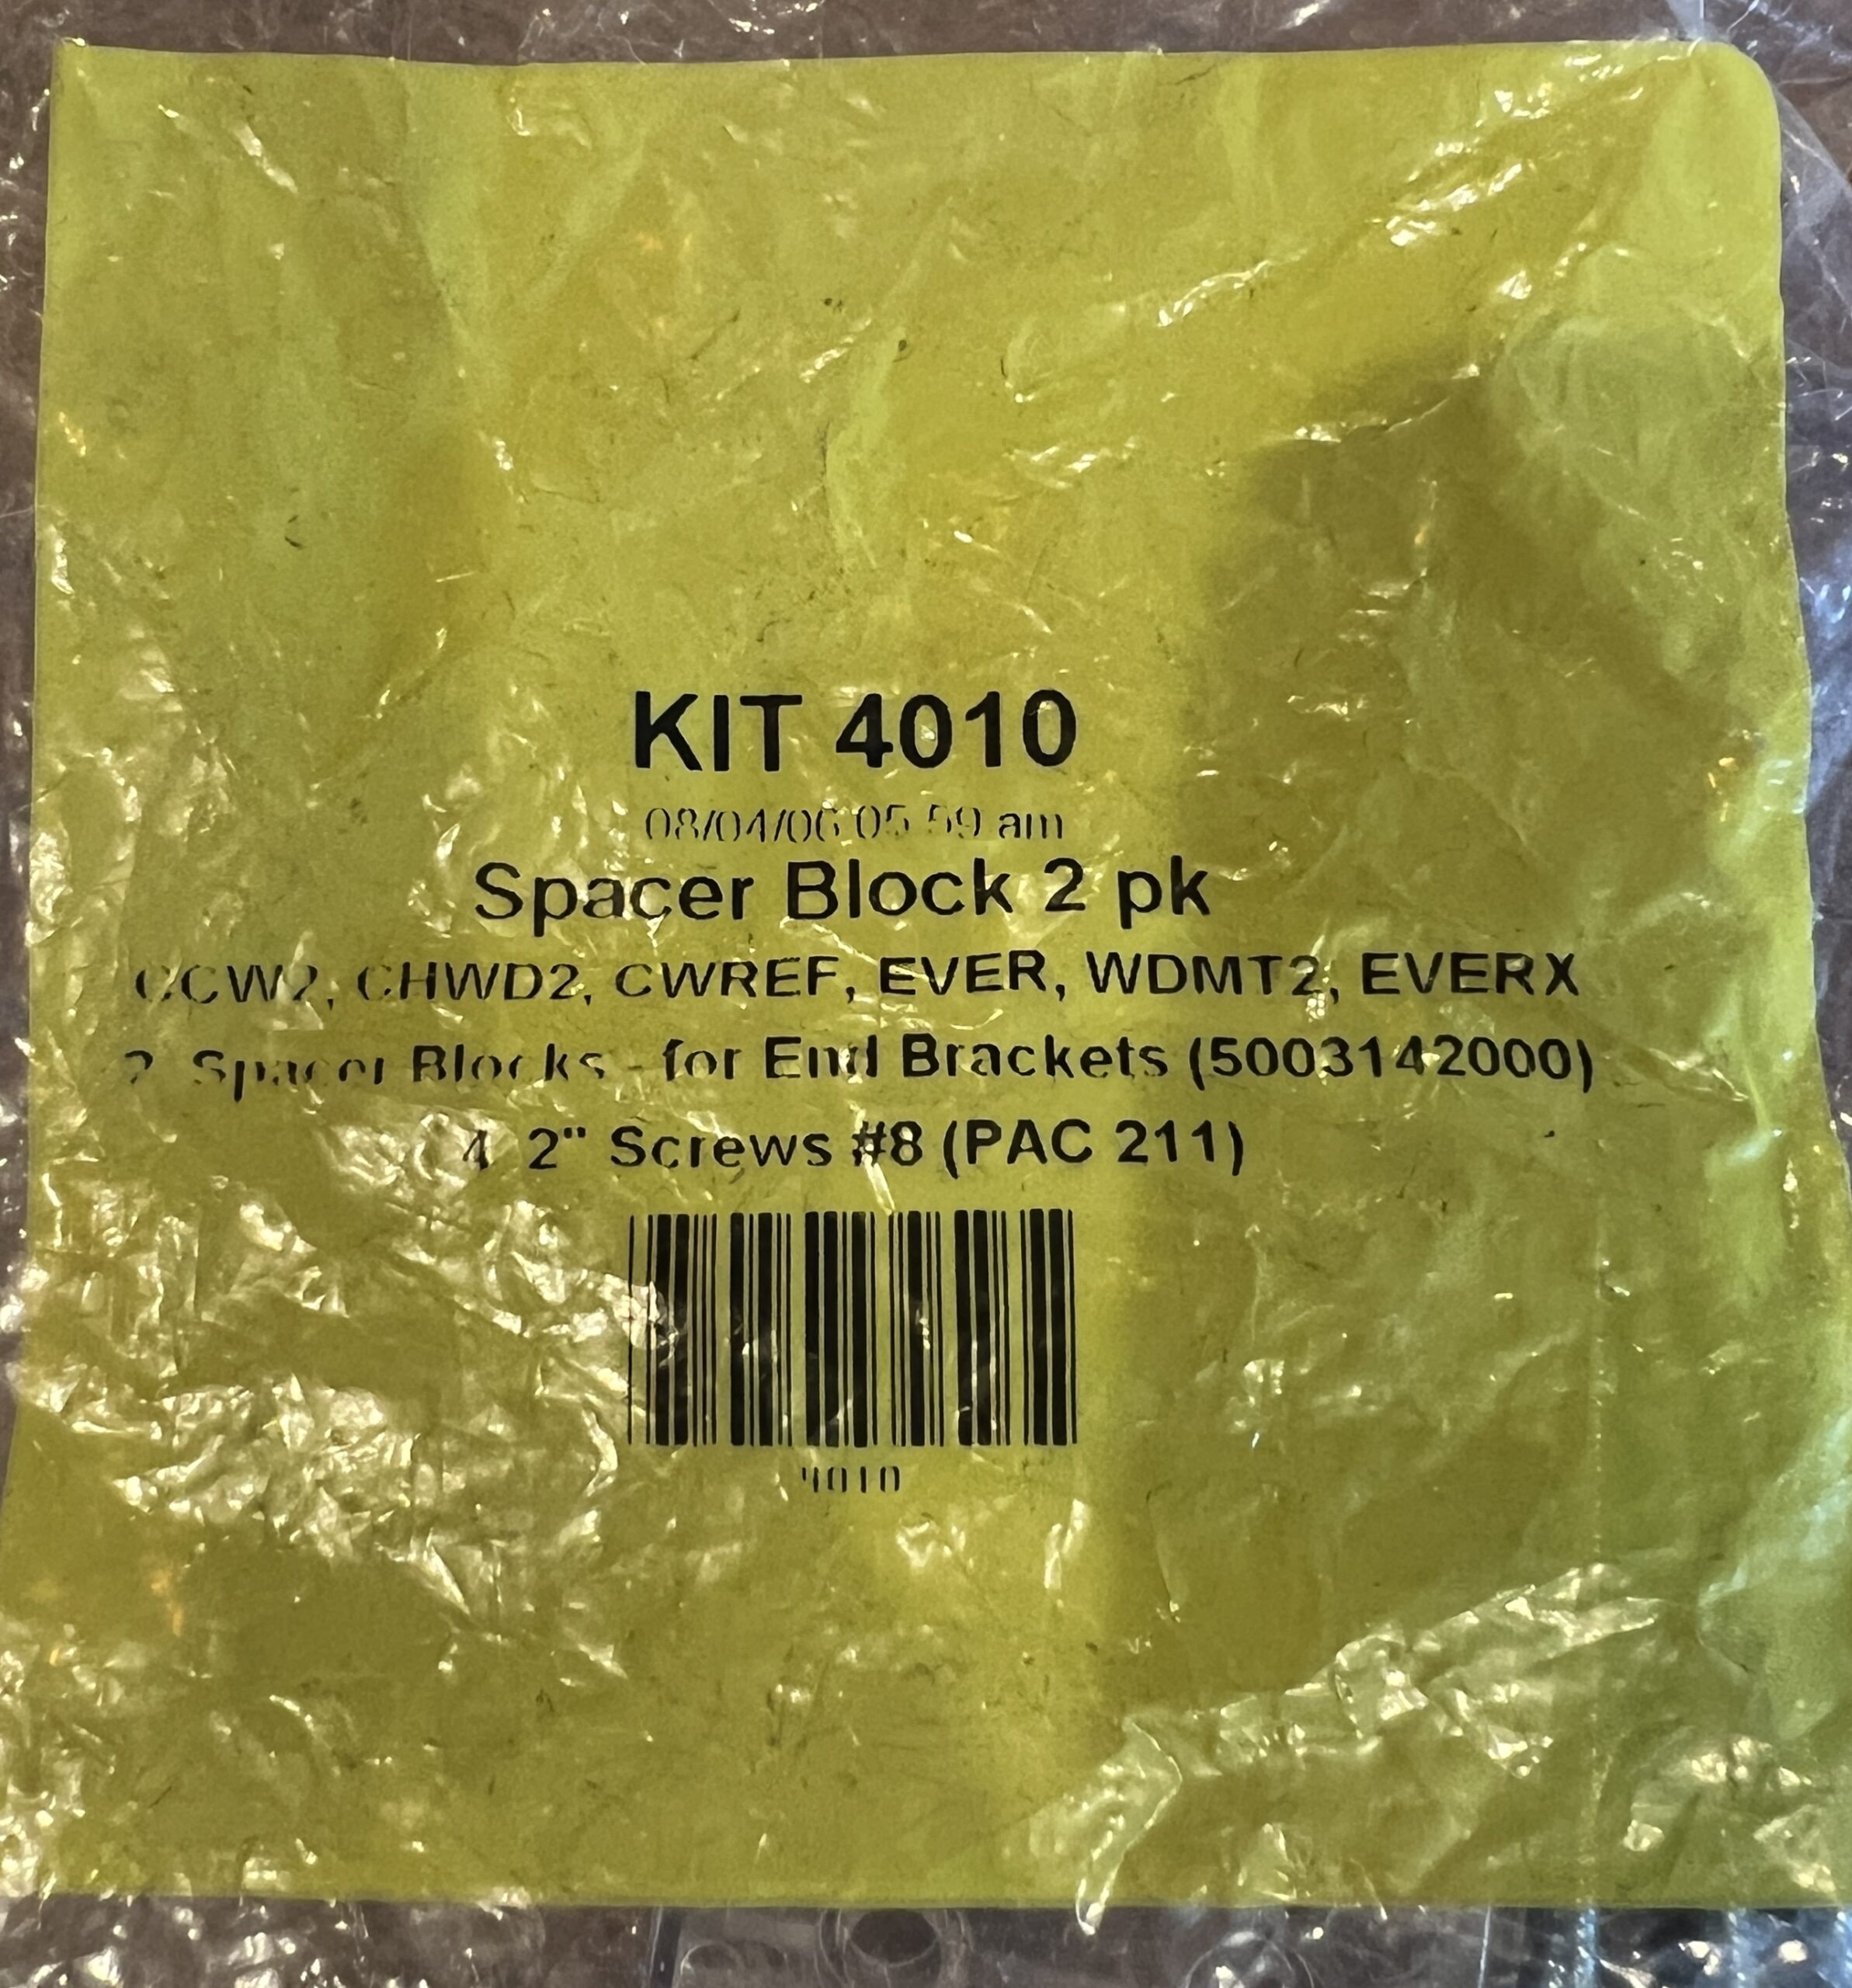 KIT 4010
08/04/06 05:59 am
Spacer Block 2 pk
CCW2, CHWD2, CWREF, EVER, WDMT2, EVERX
2 Spacer Blocks - for End Brackets (5003142000)
4 2" Screws #8 (PAC 211)
4010